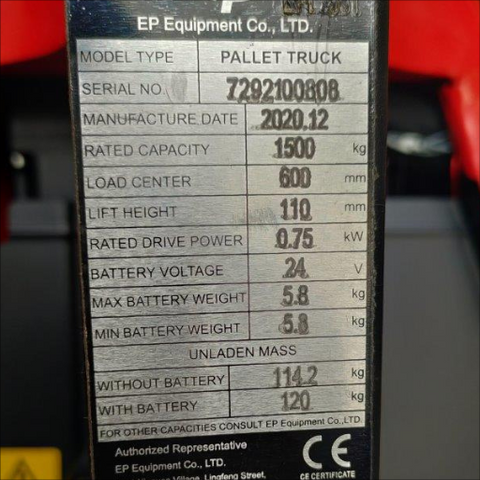 EP Equipment Co., LTD.
MODEL TYPE PALLET TRUCK
SERIAL NO. 7292100808
MANUFACTURE DATE 2020.12
RATED CAPACITY 1500 kg
LOAD CENTER 600 mm
LIFT HEIGHT 110 mm
RATED DRIVE POWER 0.75 kW
BATTERY VOLTAGE 24 V
MAX BATTERY WEIGHT 5.8 kg
MIN BATTERY WEIGHT 5.8 kg
UNLADEN MASS
WITHOUT BATTERY 114.2 kg
WITH BATTERY 120 kg
FOR OTHER CAPACITIES CONSULT EP Equipment Co.,LTD.
Authorized Representative
EP Equipment Co., LTD.
CE
CE CERTIFICATE
Village, Lingfeng Street,